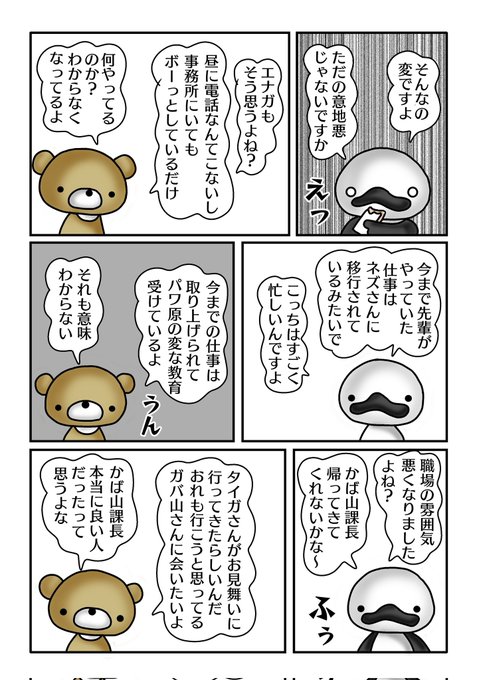 そんなの
変ですよ
ただの意地悪
じゃないですか
えっ
エナガも
そう思うよね?
昼に電話なんてこないし
事務所にいても
ボーっとしているだけ
何やってる
のか?
わからなく
なってるよ
今まで先輩が
やっていた
仕事は
ネズさんに
移行されて
いるみたいで
こっちはすごく
忙しいんですよ
今までの仕事は
取り上げられて
パワ原の変な教育
受けているよ
うん
それも意味
わからない
職場の雰囲気
悪くなりました
よね?
かば山課長
帰ってきて
くれないかな〜
ふぅ
タイガさんがお見舞いに
行ってきたらしいんだ
おれも行こうと思ってる
ガバ山さんに会いたいよ
かば山課長
本当に良い人
だったって
思うよな